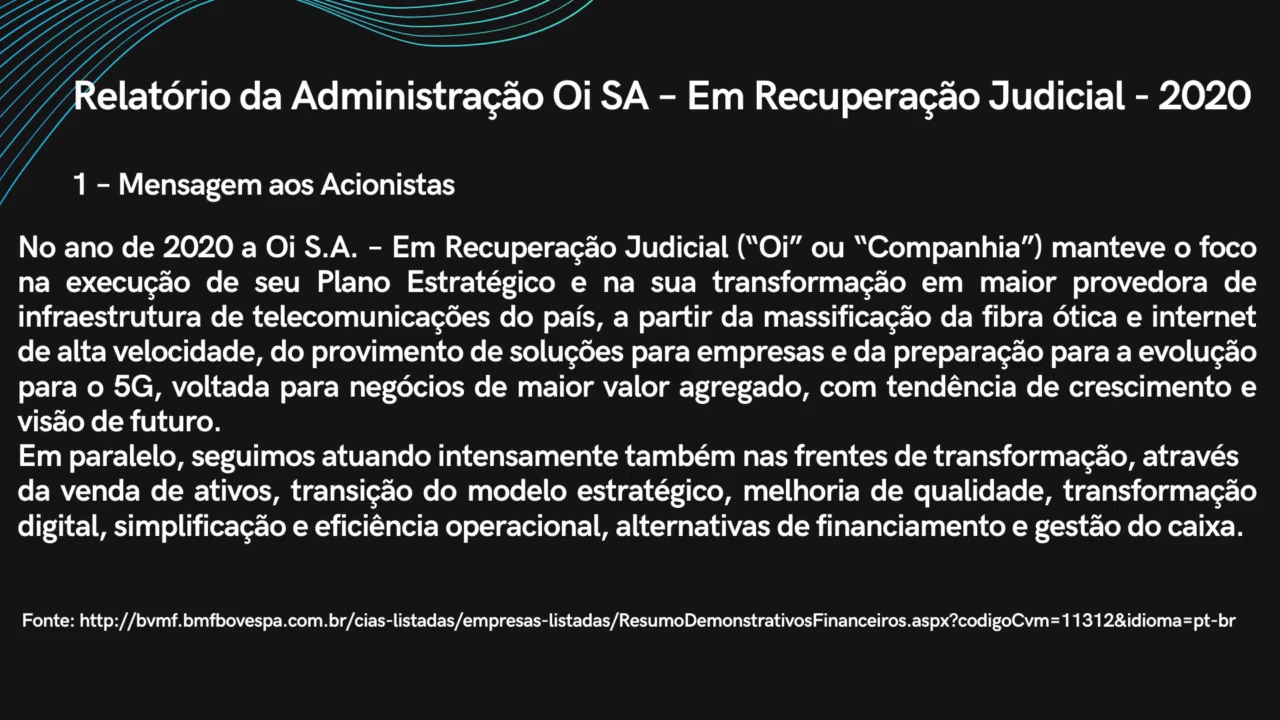 Relatório da Administração Oi SA – Em Recuperação Judicial - 2020
1 – Mensagem aos Acionistas
No ano de 2020 a Oi S.A. – Em Recuperação Judicial (“Oi” ou “Companhia”) manteve o foco
na execução de seu Plano Estratégico e na sua transformação em maior provedora de
infraestrutura de telecomunicações do país, a partir da massificação da fibra ótica e internet
de alta velocidade, do provimento de soluções para empresas e da preparação para a evolução
para o 5G, voltada para negócios de maior valor agregado, com tendência de crescimento e
visão de futuro.
Em paralelo, seguimos atuando intensamente também nas frentes de transformação, através
da venda de ativos, transição do modelo estratégico, melhoria de qualidade, transformação
digital, simplificação e eficiência operacional, alternativas de financiamento e gestão do caixa.
Fonte: http://bvmf.bmfbovespa.com.br/cias-listadas/empresas-listadas/ResumoDemonstrativosFinanceiros.aspx?codigoCvm=11312&idioma=pt-br